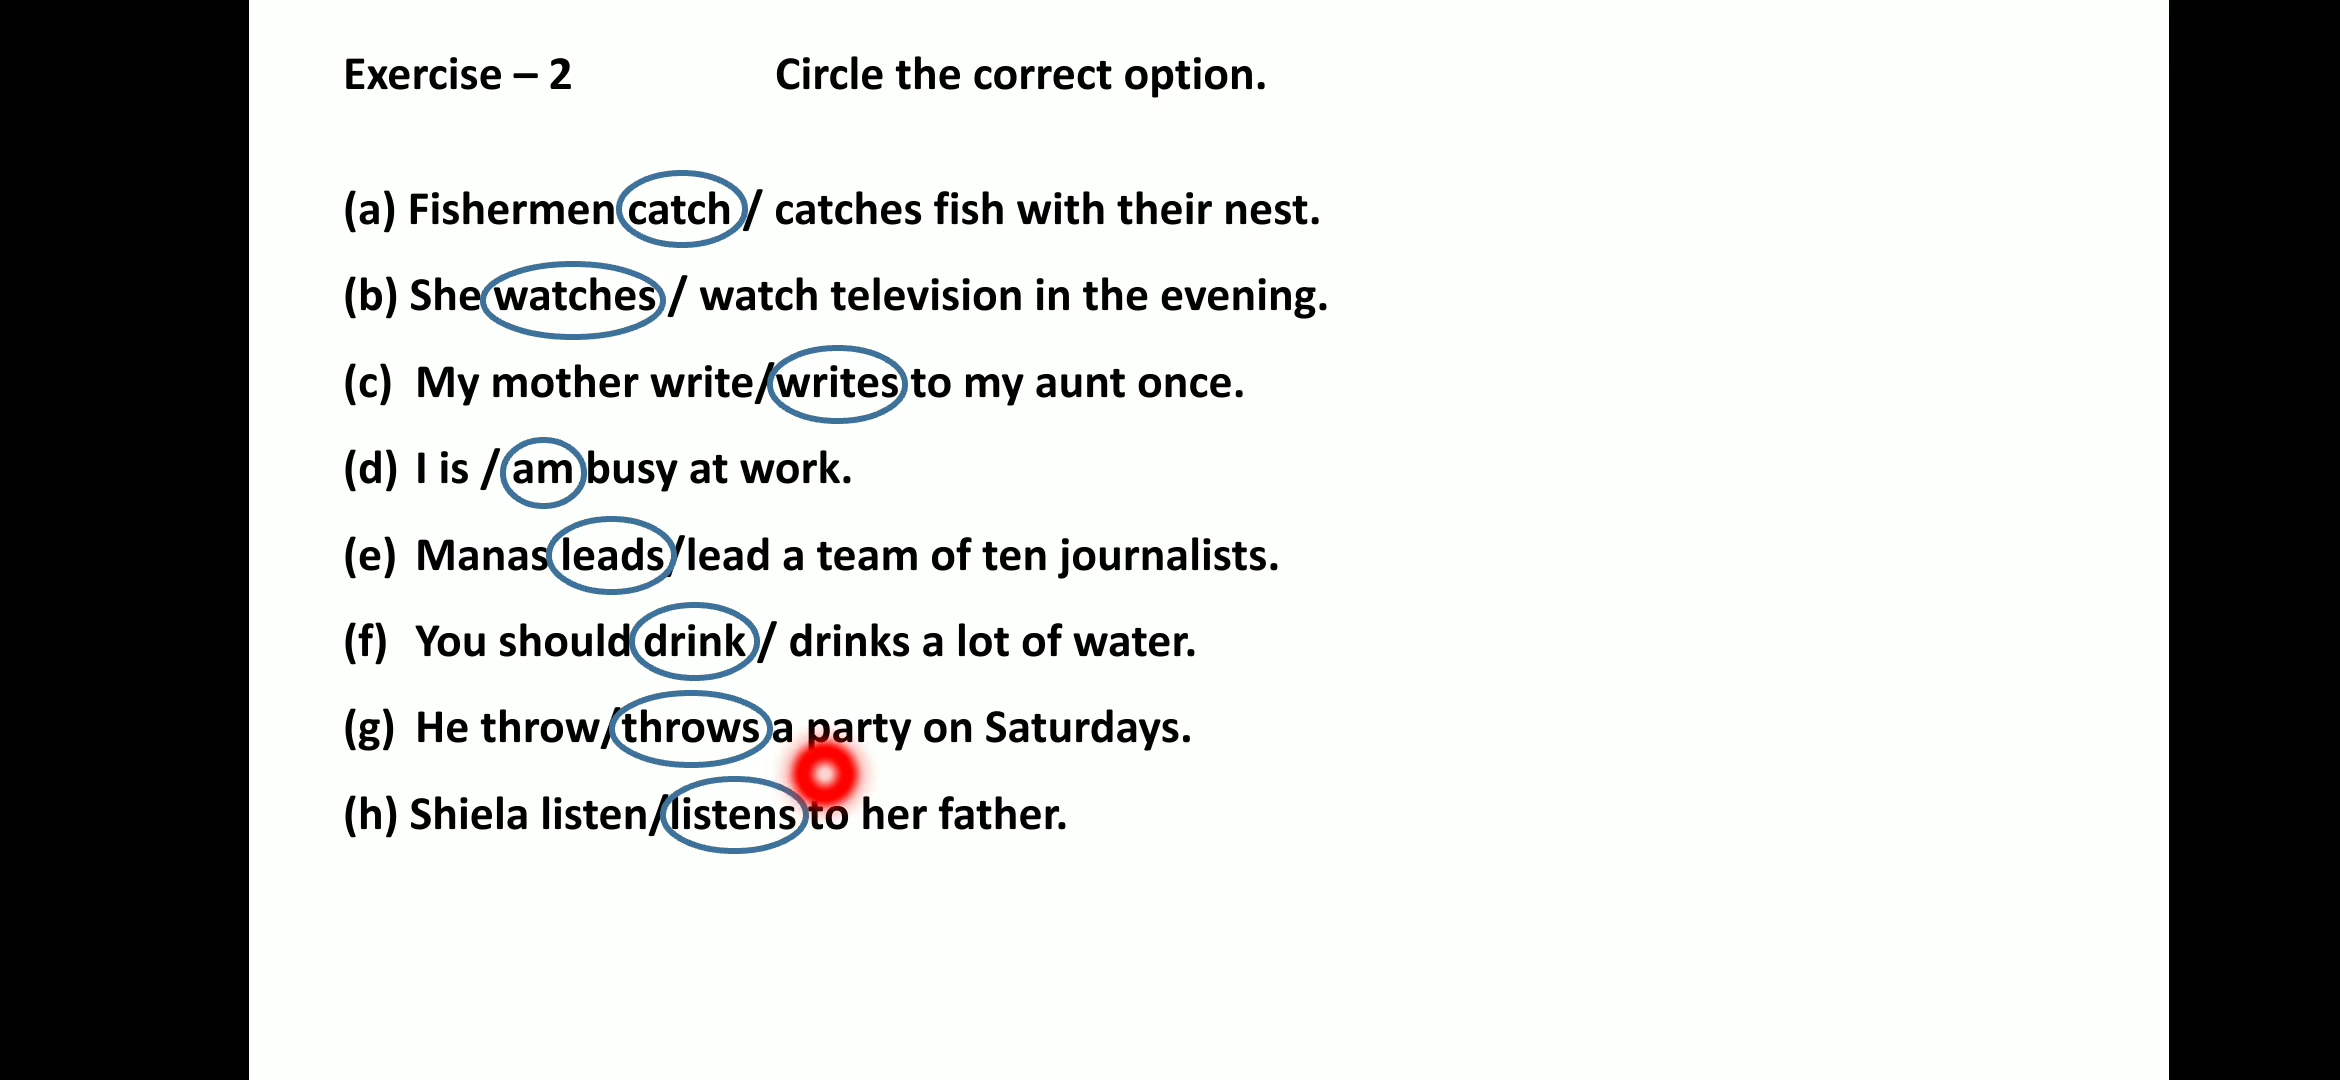 Exercise – 2 Circle the correct option.
(a) Fishermen catch / catches fish with their nest.
(b) She watches / watch television in the evening.
(c) My mother write/writes to my aunt once.
(d) I is / am busy at work.
(e) Manas leads/lead a team of ten journalists.
(f) You should drink / drinks a lot of water.
(g) He throw/throws a party on Saturdays.
(h) Shiela listen/listens to her father.